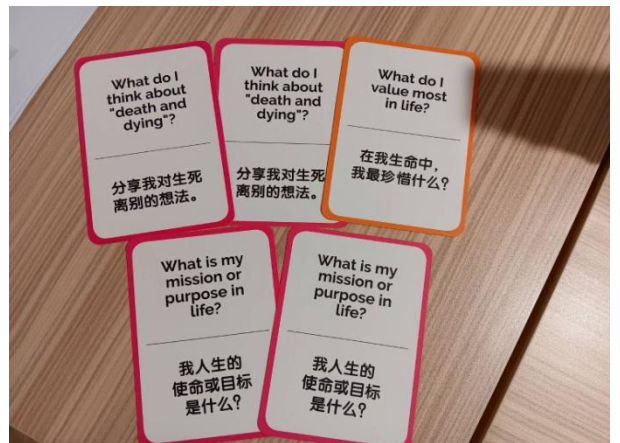 What do I
think about
"death and
dying"?
分享我对生死
离别的想法。
What do I
think about
"death and
dying"?
分享我对生死
离别的想法。
What do I
value most
in life?
在我生命中，
我最珍惜什么？
What is my
mission or
purpose in
life?
我人生的
使命或目标
是什么？
What is my
mission or
purpose in
life?
我人生的
使命或目标
是什么？